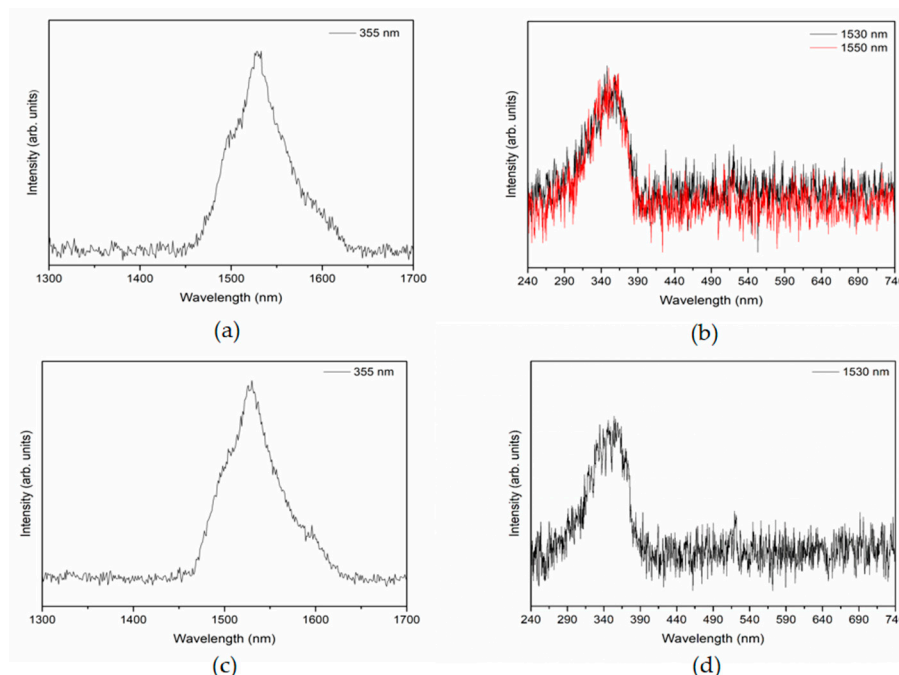 355 nm
Intensity (arb. units)
1300 1400 1500 1600 1700
Wavelength (nm)
(a)
1530 nm
1550 nm
Intensity (arb. units)
240 290 340 390 440 490 540 590 640 690 740
Wavelength (nm)
(b)
355 nm
Intensity (arb. units)
1300 1400 1500 1600 1700
Wavelength (nm)
(c)
1530 nm
Intensity (arb. units)
240 290 340 390 440 490 540 590 640 690 740
Wavelength (nm)
(d)